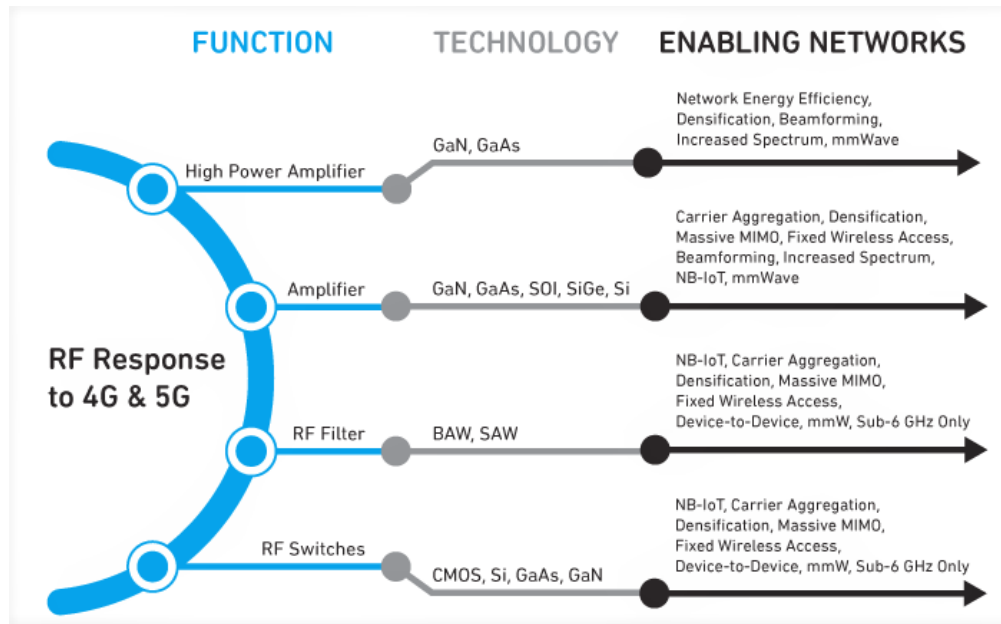 FUNCTION
TECHNOLOGY
ENABLING NETWORKS
RF Response
to 4G & 5G
High Power Amplifier
GaN, GaAs
Network Energy Efficiency,
Densification, Beamforming,
Increased Spectrum, mmWave
Amplifier
GaN, GaAs, SOI, SiGe, Si
Carrier Aggregation, Densification,
Massive MIMO, Fixed Wireless Access,
Beamforming, Increased Spectrum,
NB-IoT, mmWave
RF Filter
BAW, SAW
NB-IoT, Carrier Aggregation,
Densification, Massive MIMO,
Fixed Wireless Access,
Device-to-Device, mmW, Sub-6 GHz Only
RF Switches
CMOS, Si, GaAs, GaN
NB-IoT, Carrier Aggregation,
Densification, Massive MIMO,
Fixed Wireless Access,
Device-to-Device, mmW, Sub-6 GHz Only